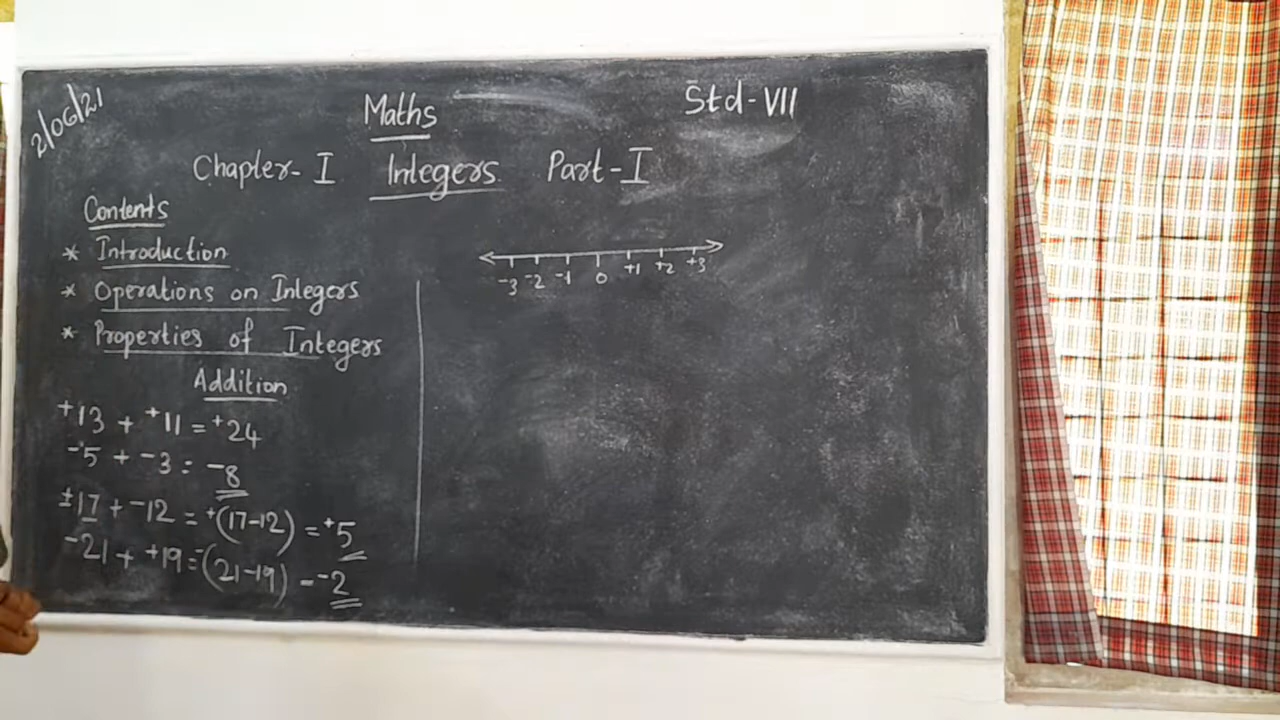 2/06/21
Maths
Std-VII
Chapter-I Integers Part-I
Contents
* Introduction
* Operations on Integers
* Properties of Integers
-3 -2 -1 0 +1 +2 +3
Addition
+13 + +11 = +24
-5 + -3 = -8
+17 + -12 = +(17-12) = +5
-21 + +19 = -(21-19) = -2